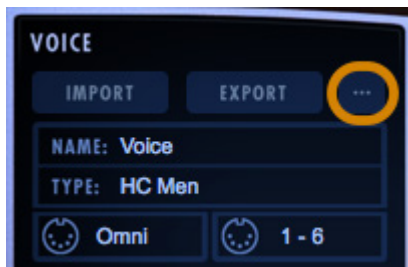 VOICE
IMPORT EXPORT ...
NAME: Voice
TYPE: HC Men
Omni 1 - 6